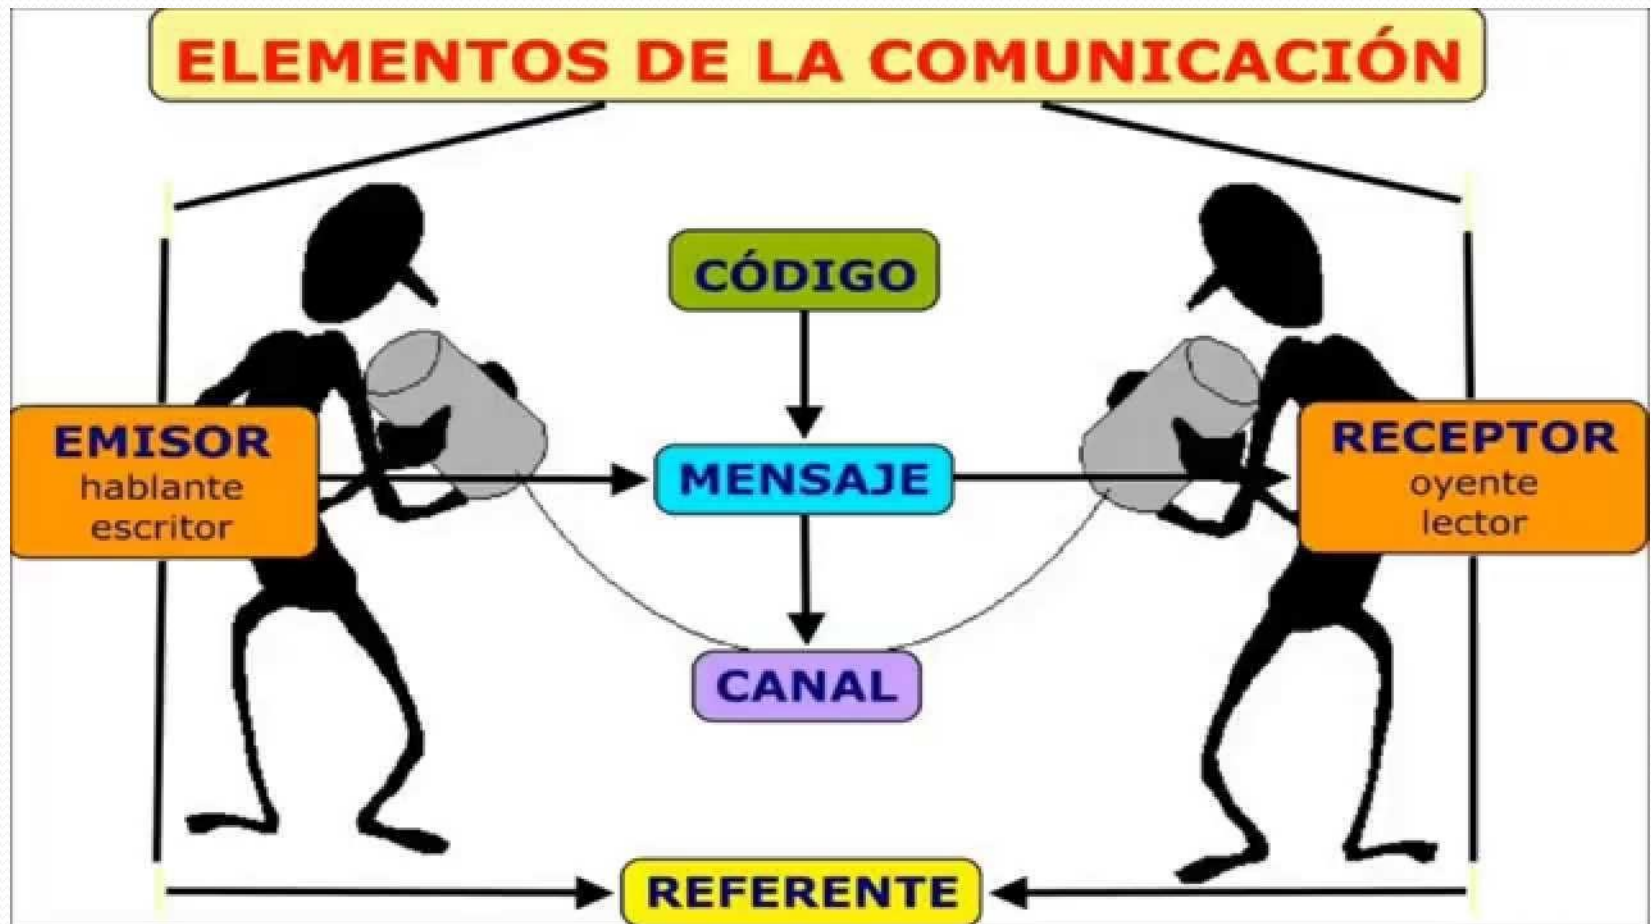 ELEMENTOS DE LA COMUNICACIÓN
CÓDIGO
EMISOR
hablante
escritor
MENSAJE
RECEPTOR
oyente
lector
CANAL
REFERENTE